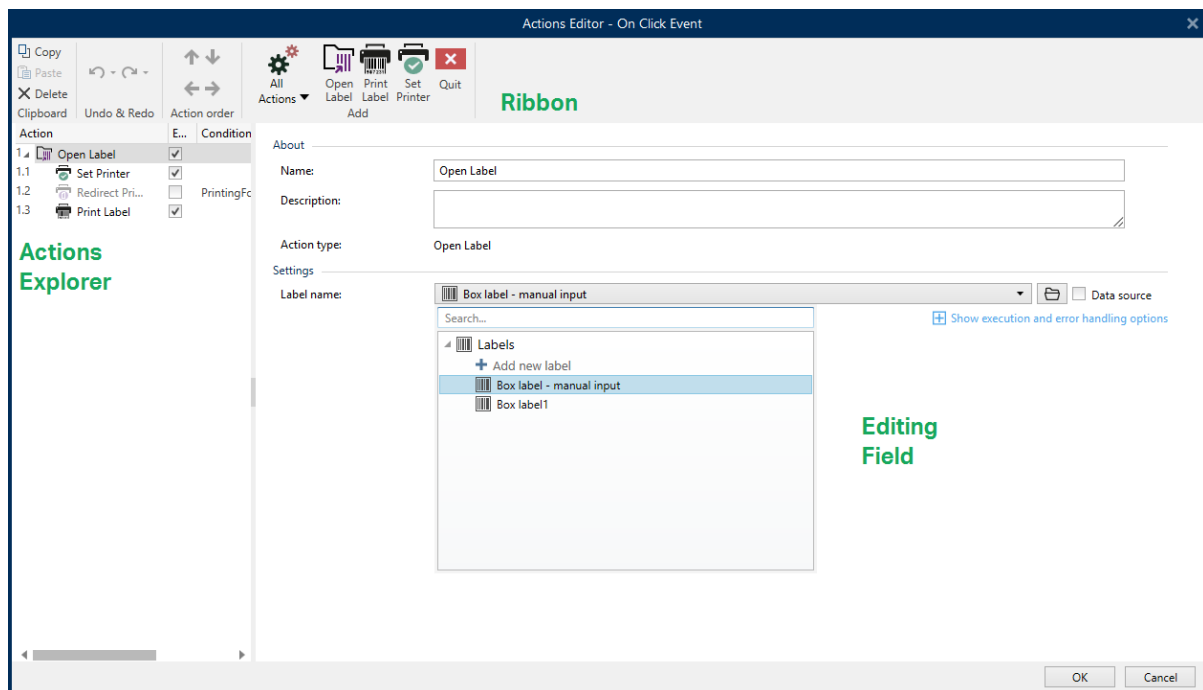 Actions Editor - On Click Event
Copy
Paste
Delete
Clipboard
Undo & Redo
Action order
All Actions
Open Label
Print Label
Set Printer
Quit
Add
Ribbon
Action E... Condition
1 Open Label
1.1 Set Printer
1.2 Redirect Pri... PrintingFo
1.3 Print Label
Actions
Explorer
About
Name: Open Label
Description:
Action type: Open Label
Settings
Label name: Box label - manual input Data source
Search...
Show execution and error handling options
Labels
Add new label
Box label - manual input
Box label1
Editing
Field
OK Cancel